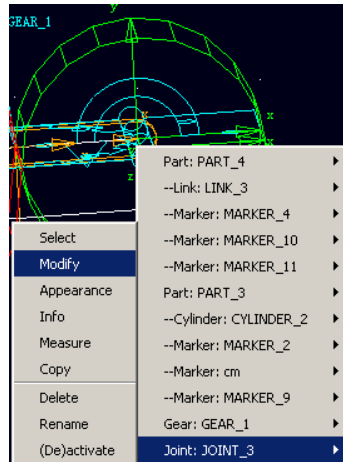 y
GEAR_1
x
x
x
z
Part: PART_4
--Link: LINK_3
--Marker: MARKER_4
--Marker: MARKER_10
--Marker: MARKER_11
Part: PART_3
--Cylinder: CYLINDER_2
--Marker: MARKER_2
--Marker: cm
--Marker: MARKER_9
Gear: GEAR_1
Joint: JOINT_3
Select
Modify
Appearance
Info
Measure
Copy
Delete
Rename
(De)activate